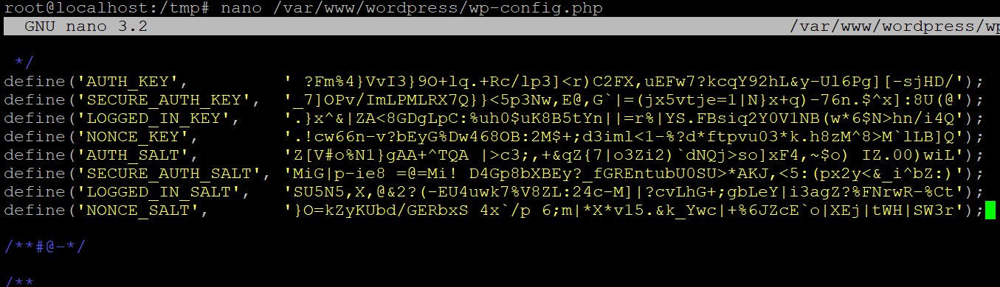 root@localhost:/tmp# nano /var/www/wordpress/wp-config.php
GNU nano 3.2 /var/www/wordpress/wp
*/
define('AUTH_KEY', ' ?Fm%4}VvI3}9O+lq.+Rc/lp3]<r)C2FX,uEFw7?kcqY92hL&y-Ul6Pg][-sjHD/');
define('SECURE_AUTH_KEY', '_7]OPv/ImLPMLRX7Q}}<5p3Nw,E@,G`|=(jx5vtje=1|N}x+q)-76n.$^x]:8U(@');
define('LOGGED_IN_KEY', '.}x^&|ZA<8GDgLpC:%uh0$uK8B5tYn||=r%|YS.FBsiq2Y0V1NB(w*6$N>hn/i4Q');
define('NONCE_KEY', '.!cw66n-v?bEyG%Dw468OB:2M$+;d3iml<1-%?d*ftpvu03*k.h8zM^8>M`lLB]Q');
define('AUTH_SALT', 'Z[V#o%N1}gAA+^TQA |>c3;,+&qZ{7|o3Zi2)`dNQj>so]xF4,~$o) IZ.00)wiL');
define('SECURE_AUTH_SALT', 'MiG|p-ie8 =@=Mi! D4Gp8bXBEy?_fGREntubU0SU>*AKJ,<5:(px2y<&_i^bZ:)');
define('LOGGED_IN_SALT', 'SU5N5,X,@&2?(-EU4uwk7%V8ZL:24c-M]|?cvLhG+;gbLeY|i3agZ?%FNrwR-%Ct');
define('NONCE_SALT', '}O=kZyKUbd/GERbxS 4x`/p 6;m|*X*v15.&k_Ywc|+%6JZcE`o|XEj|tWH|SW3r');
/**#@-*/
/**